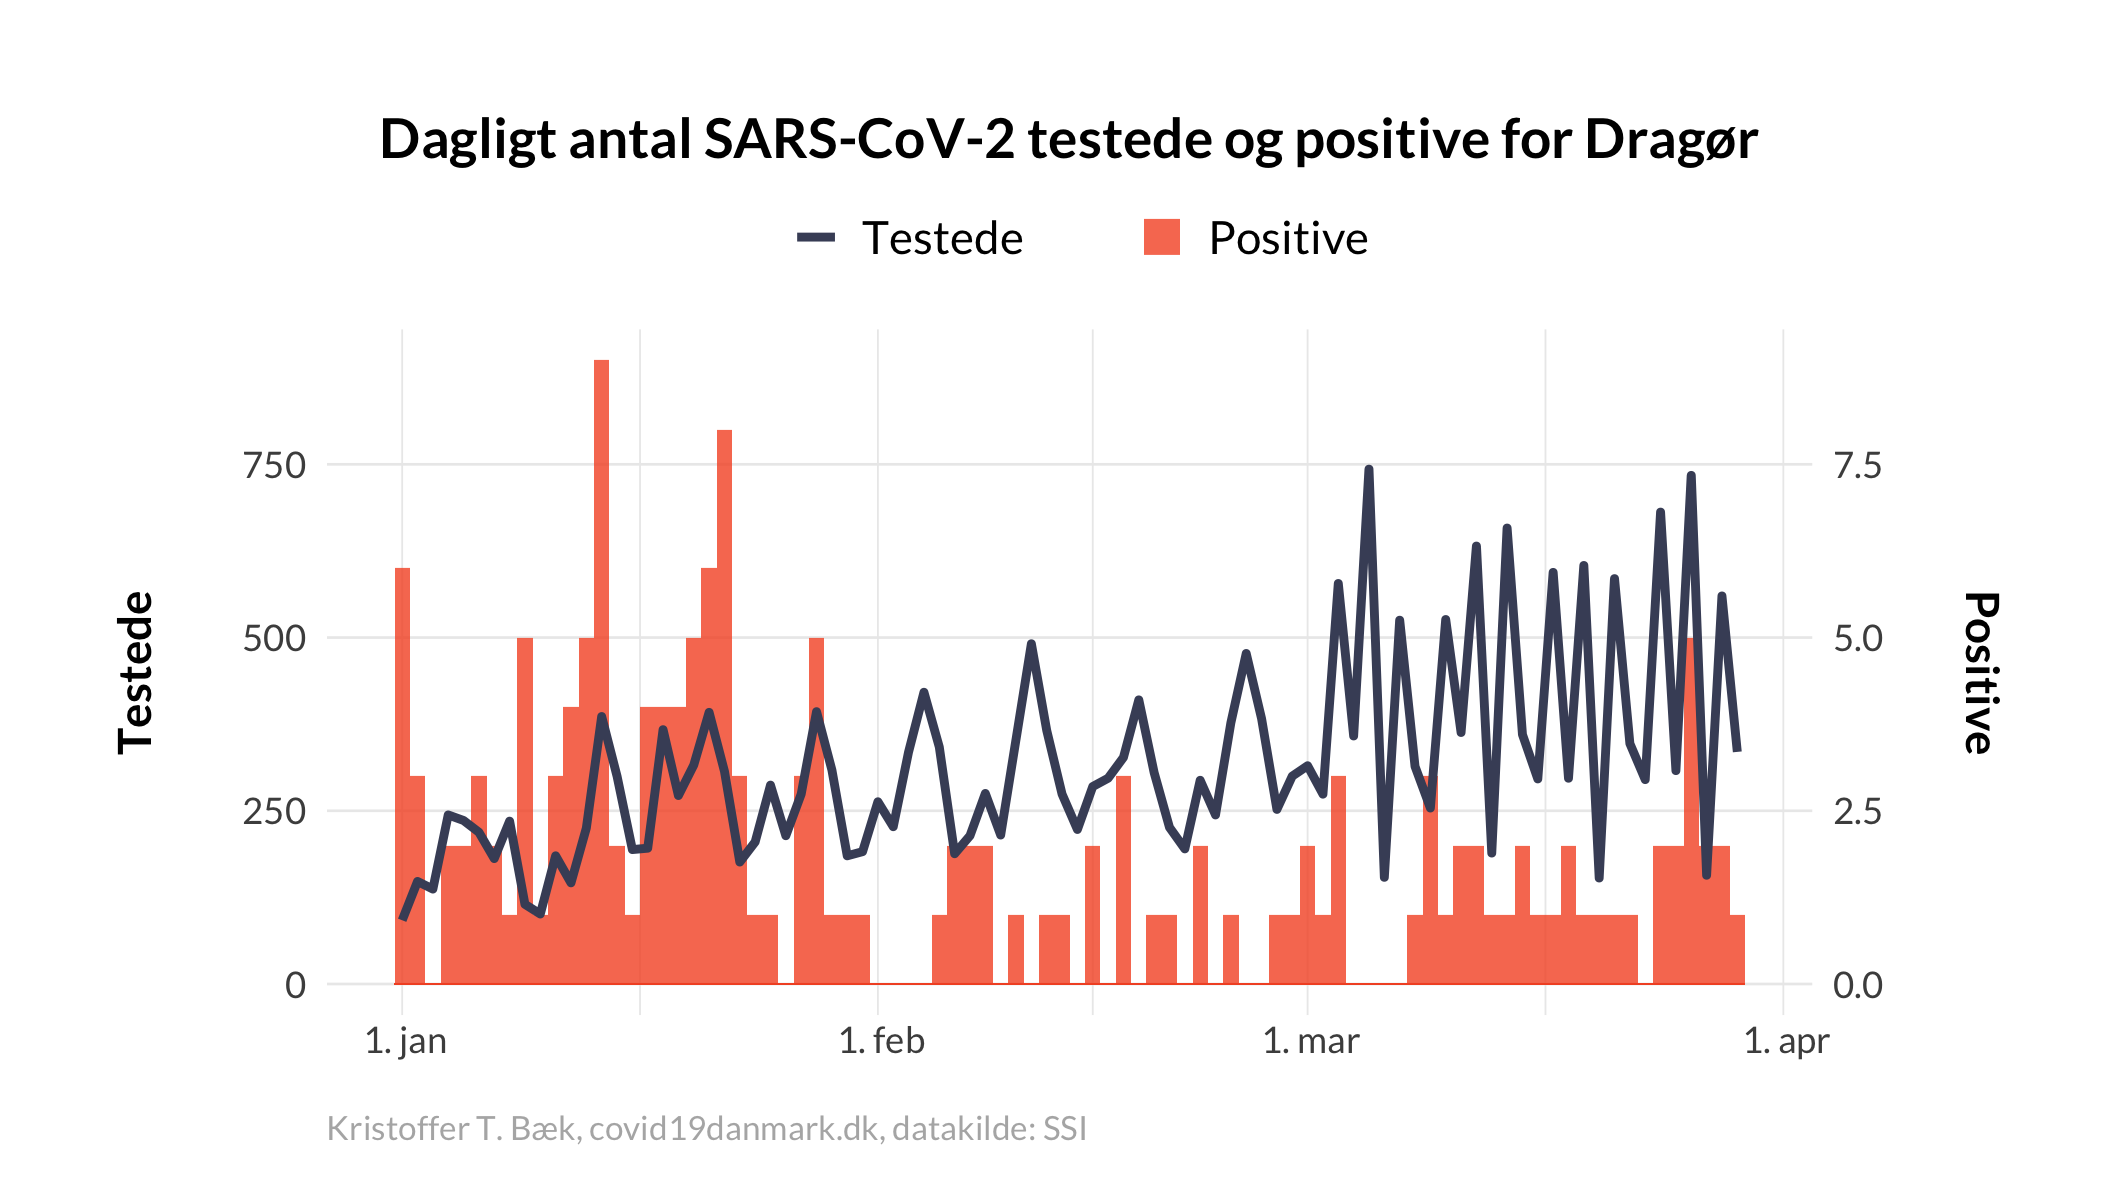 Dagligt antal SARS-CoV-2 testede og positive for Dragør
Testede
Positive
Testede
750
500
250
0
7.5
5.0
2.5
0.0
Positive
1. jan
1. feb
1. mar
1. apr
Kristoffer T. Bæk, covid19danmark.dk, datakilde: SSI